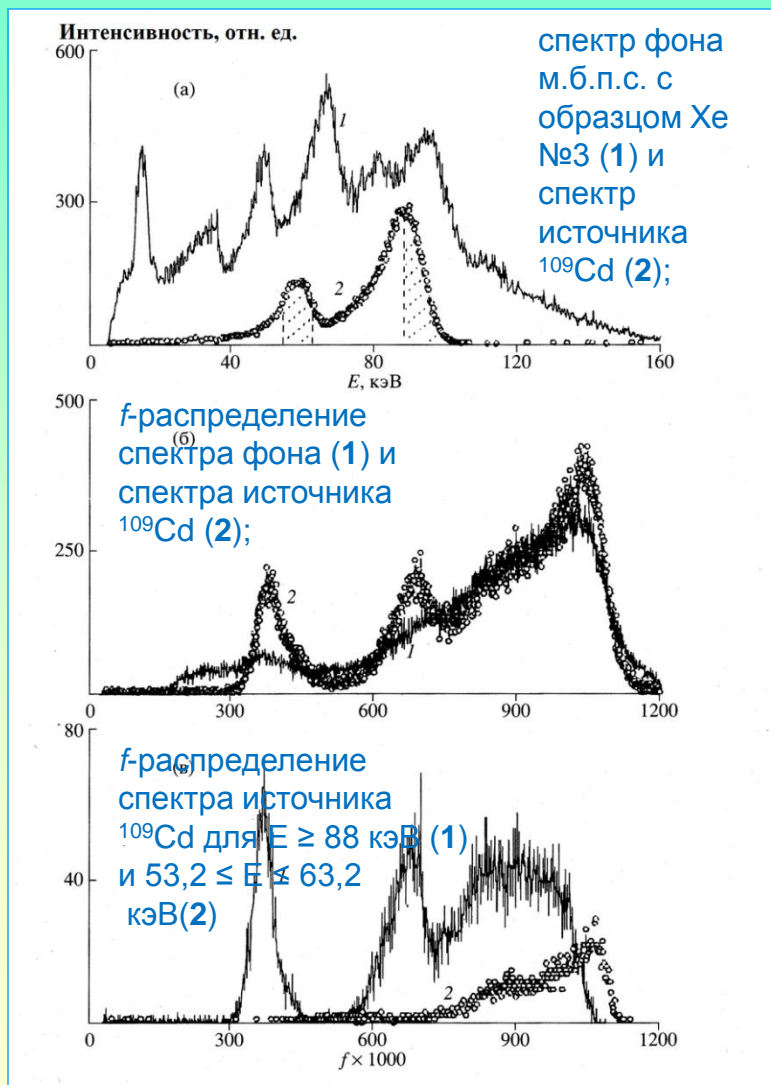 Интенсивность, отн. ед.
600
(а)
1
300
2
0
40
80
120
160
E, кэВ
спектр фона
м.б.п.с. с
образцом Xe
№3 (1) и
спектр
источника
¹⁰⁹Cd (2);
500
f-распределение
(б)
спектра фона (1) и
спектра источника
¹⁰⁹Cd (2);
250
2
1
0
300
600
900
1200
80
f-распределение
(в)
спектра источника
¹⁰⁹Cd для E ≥ 88 кэВ (1)
и 53,2 ≤ E ≤ 63,2
кэВ(2)
1
40
2
0
300
600
900
1200
f × 1000